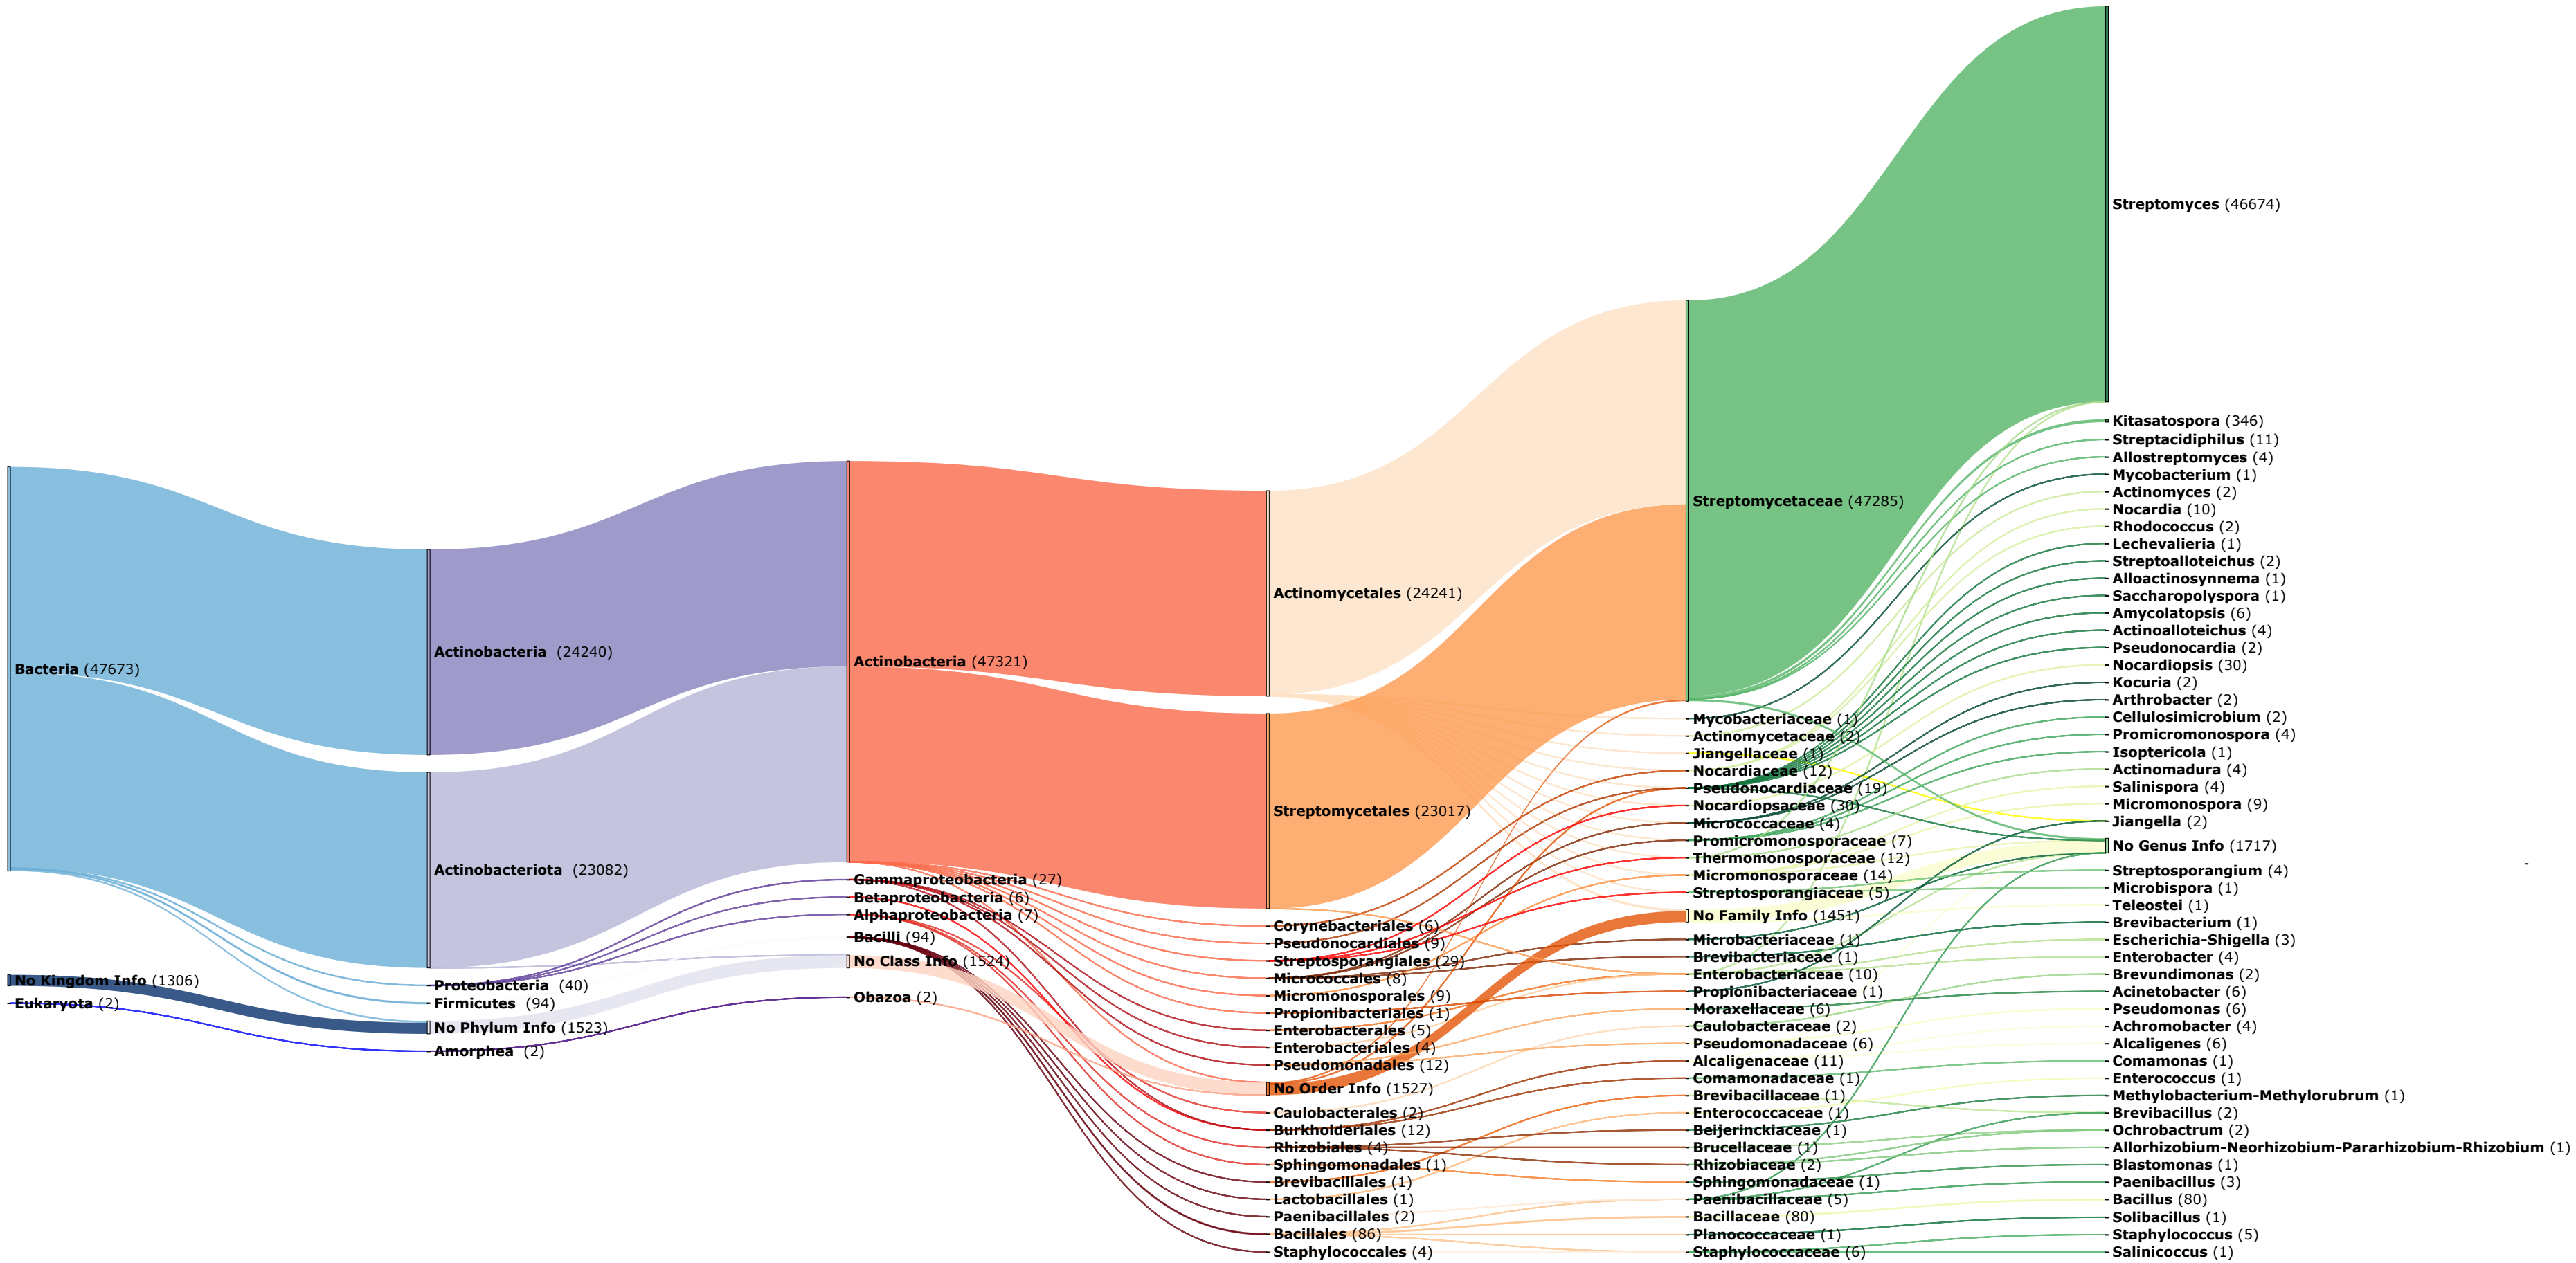 Bacteria (47673)
No Kingdom Info (1306)
Eukaryota (2)
Actinobacteria (24240)
Actinobacteriota (23082)
Proteobacteria (40)
Firmicutes (94)
No Phylum Info (1523)
Amorphea (2)
Actinobacteria (47321)
Gammaproteobacteria (27)
Betaproteobacteria (6)
Alphaproteobacteria (7)
Bacilli (94)
No Class Info (1524)
Obazoa (2)
Actinomycetales (24241)
Streptomycetales (23017)
Corynebacteriales (6)
Pseudonocardiales (9)
Streptosporangiales (29)
Micrococcales (8)
Micromonosporales (9)
Propionibacteriales (1)
Enterobacterales (5)
Enterobacteriales (4)
Pseudomonadales (12)
No Order Info (1527)
Caulobacterales (2)
Burkholderiales (12)
Rhizobiales (4)
Sphingomonadales (1)
Brevibacillales (1)
Lactobacillales (1)
Paenibacillales (2)
Bacillales (86)
Staphylococcales (4)
Streptomycetaceae (47285)
Mycobacteriaceae (1)
Actinomycetaceae (2)
Jiangellaceae (1)
Nocardiaceae (12)
Pseudonocardiaceae (19)
Nocardiopsaceae (30)
Micrococcaceae (4)
Promicromonosporaceae (7)
Thermomonosporaceae (12)
Micromonosporaceae (14)
Streptosporangiaceae (5)
No Family Info (1451)
Microbacteriaceae (1)
Brevibacteriaceae (1)
Enterobacteriaceae (10)
Propionibacteriaceae (1)
Moraxellaceae (6)
Caulobacteraceae (2)
Pseudomonadaceae (6)
Alcaligenaceae (11)
Comamonadaceae (1)
Brevibacillaceae (1)
Enterococcaceae (1)
Beijerinckiaceae (1)
Brucellaceae (1)
Rhizobiaceae (2)
Sphingomonadaceae (1)
Paenibacillaceae (5)
Bacillaceae (80)
Planococcaceae (1)
Staphylococcaceae (6)
Streptomyces (46674)
Kitasatospora (346)
Streptacidiphilus (11)
Allostreptomyces (4)
Mycobacterium (1)
Actinomyces (2)
Nocardia (10)
Rhodococcus (2)
Lechevalieria (1)
Streptoalloteichus (2)
Alloactinosynnema (1)
Saccharopolyspora (1)
Amycolatopsis (6)
Actinoalloteichus (4)
Pseudonocardia (2)
Nocardiopsis (30)
Kocuria (2)
Arthrobacter (2)
Cellulosimicrobium (2)
Promicromonospora (4)
Isoptericola (1)
Actinomadura (4)
Salinispora (4)
Micromonospora (9)
Jiangella (2)
No Genus Info (1717)
Streptosporangium (4)
Microbispora (1)
Teleostei (1)
Brevibacterium (1)
Escherichia-Shigella (3)
Enterobacter (4)
Brevundimonas (2)
Acinetobacter (6)
Pseudomonas (6)
Achromobacter (4)
Alcaligenes (6)
Comamonas (1)
Enterococcus (1)
Methylobacterium-Methylorubrum (1)
Brevibacillus (2)
Ochrobactrum (2)
Allorhizobium-Neorhizobium-Pararhizobium-Rhizobium (1)
Blastomonas (1)
Paenibacillus (3)
Bacillus (80)
Solibacillus (1)
Staphylococcus (5)
Salinicoccus (1)